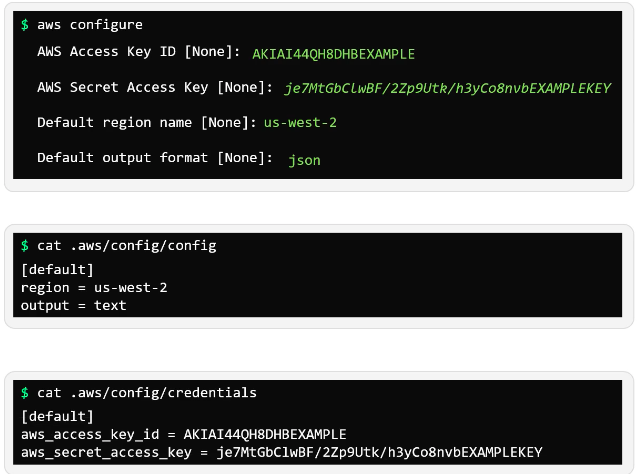 $ aws configure
AWS Access Key ID [None]: AKIAI44QH8DHBEXAMPLE
AWS Secret Access Key [None]: je7MtGbClwBF/2Zp9Utk/h3yCo8nvbEXAMPLEKEY
Default region name [None]: us-west-2
Default output format [None]: json
$ cat .aws/config/config
[default]
region = us-west-2
output = text
$ cat .aws/config/credentials
[default]
aws_access_key_id = AKIAI44QH8DHBEXAMPLE
aws_secret_access_key = je7MtGbClwBF/2Zp9Utk/h3yCo8nvbEXAMPLEKEY